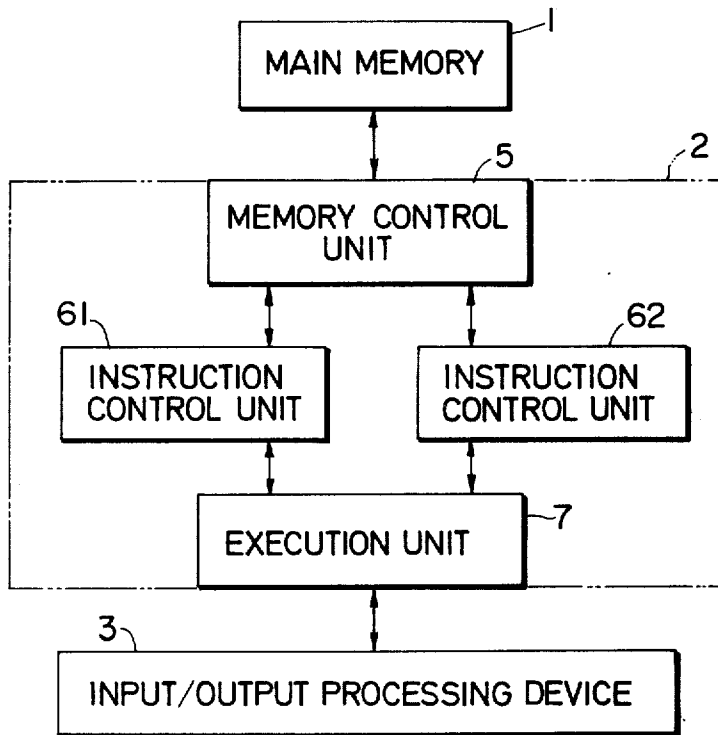 1
MAIN MEMORY
2
5
MEMORY CONTROL
UNIT
61
62
INSTRUCTION
CONTROL UNIT
INSTRUCTION
CONTROL UNIT
7
EXECUTION UNIT
3
INPUT/OUTPUT PROCESSING DEVICE